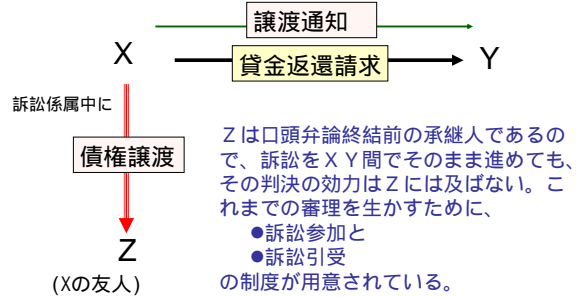 譲渡通知
X
貸金返還請求
Y
訴訟係属中に
債権譲渡
Zは口頭弁論終結前の承継人であるの
で、訴訟をXY間でそのまま進めても、
その判決の効力はZには及ばない。こ
れまでの審理を生かすために、
●訴訟参加と
●訴訟引受
の制度が用意されている。
Z
(Xの友人)